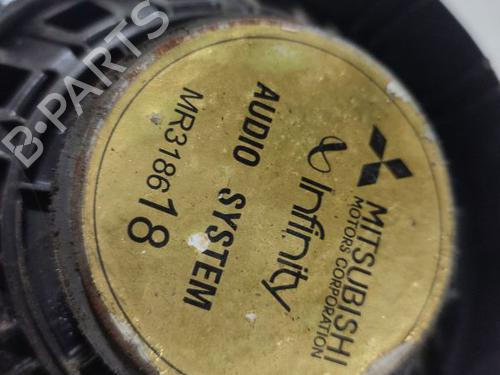 MITSUBISHI
MOTORS CORPORATION
Infinity
AUDIO SYSTEM
MR318618
B-PARTS